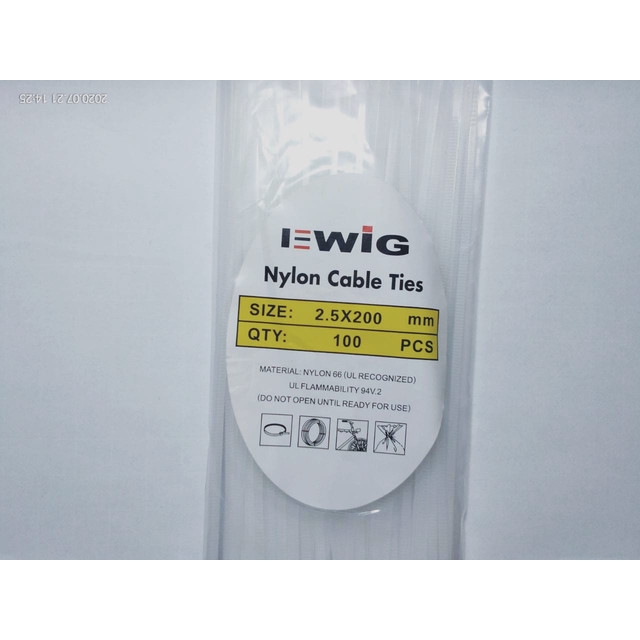 2020.07.21 14:25
EWiG
Nylon Cable Ties
SIZE: 2.5X200 mm
QTY: 100 PCS
MATERIAL: NYLON 66 (UL RECOGNIZED)
UL FLAMMABILITY 94V.2
(DO NOT OPEN UNTIL READY FOR USE)